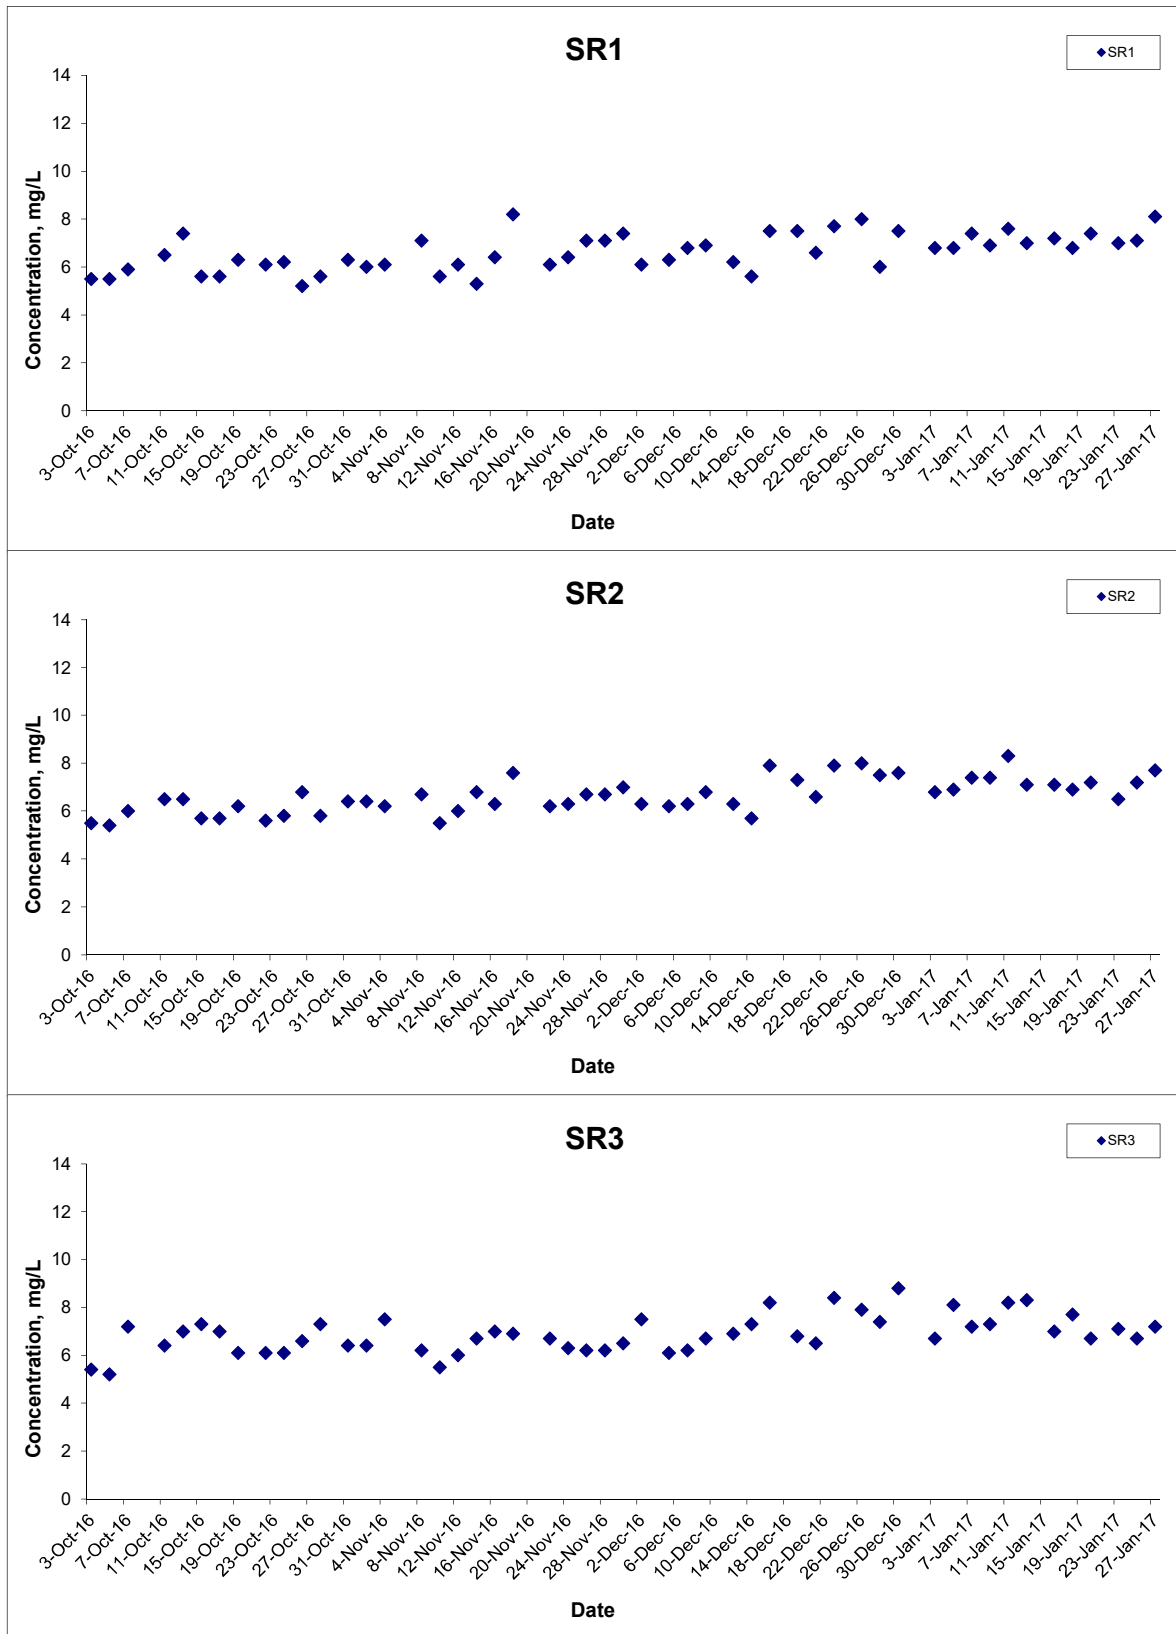 SR1
SR1
14
12
10
8
6
4
2
0
Concentration, mg/L
3-Oct-16
7-Oct-16
11-Oct-16
15-Oct-16
19-Oct-16
23-Oct-16
27-Oct-16
31-Oct-16
4-Nov-16
8-Nov-16
12-Nov-16
16-Nov-16
20-Nov-16
24-Nov-16
28-Nov-16
2-Dec-16
6-Dec-16
10-Dec-16
14-Dec-16
18-Dec-16
22-Dec-16
26-Dec-16
30-Dec-16
3-Jan-17
7-Jan-17
11-Jan-17
15-Jan-17
19-Jan-17
23-Jan-17
27-Jan-17
Date
SR2
SR2
14
12
10
8
6
4
2
0
Concentration, mg/L
3-Oct-16
7-Oct-16
11-Oct-16
15-Oct-16
19-Oct-16
23-Oct-16
27-Oct-16
31-Oct-16
4-Nov-16
8-Nov-16
12-Nov-16
16-Nov-16
20-Nov-16
24-Nov-16
28-Nov-16
2-Dec-16
6-Dec-16
10-Dec-16
14-Dec-16
18-Dec-16
22-Dec-16
26-Dec-16
30-Dec-16
3-Jan-17
7-Jan-17
11-Jan-17
15-Jan-17
19-Jan-17
23-Jan-17
27-Jan-17
Date
SR3
SR3
14
12
10
8
6
4
2
0
Concentration, mg/L
3-Oct-16
7-Oct-16
11-Oct-16
15-Oct-16
19-Oct-16
23-Oct-16
27-Oct-16
31-Oct-16
4-Nov-16
8-Nov-16
12-Nov-16
16-Nov-16
20-Nov-16
24-Nov-16
28-Nov-16
2-Dec-16
6-Dec-16
10-Dec-16
14-Dec-16
18-Dec-16
22-Dec-16
26-Dec-16
30-Dec-16
3-Jan-17
7-Jan-17
11-Jan-17
15-Jan-17
19-Jan-17
23-Jan-17
27-Jan-17
Date